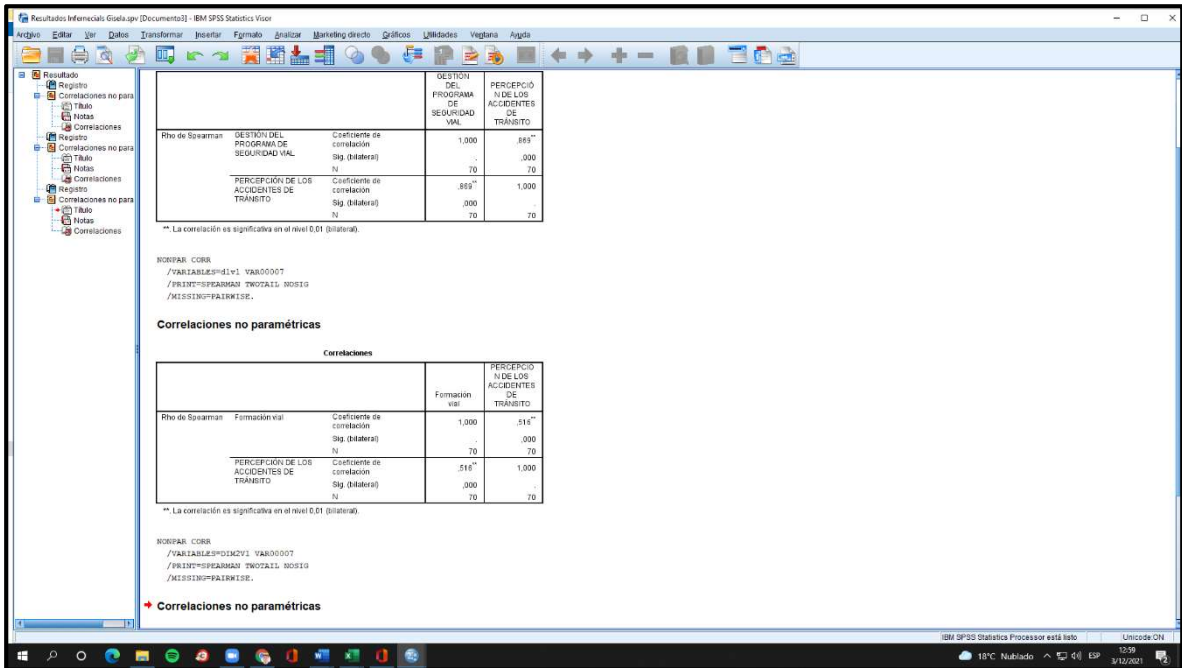 Resultados Infernecials Gisela.spv [Documento3] - IBM SPSS Statistics Visor
Archivo Editar Ver Datos Transformar Insertar Formato Analizar Marketing directo Gráficos Utilidades Ventana Ayuda
Resultado
Registro
Correlaciones no para
Título
Notas
Correlaciones
Registro
Correlaciones no para
Título
Notas
Correlaciones
Registro
Correlaciones no para
Título
Notas
Correlaciones
GESTIÓN DEL PROGRAMA DE SEGURIDAD VIAL
PERCEPCIÓ N DE LOS ACCIDENTES DE TRÁNSITO
Rho de Spearman GESTIÓN DEL PROGRAMA DE SEGURIDAD VIAL Coeficiente de correlación 1,000 ,869**
Sig. (bilateral) . ,000
N 70 70
PERCEPCIÓN DE LOS ACCIDENTES DE TRÁNSITO Coeficiente de correlación ,869** 1,000
Sig. (bilateral) ,000 .
N 70 70
**. La correlación es significativa en el nivel 0,01 (bilateral).
NONPAR CORR
/VARIABLES=d1v1 VAR00007
/PRINT=SPEARMAN TWOTAIL NOSIG
/MISSING=PAIRWISE.
Correlaciones no paramétricas
Correlaciones
Formación vial
PERCEPCIÓ N DE LOS ACCIDENTES DE TRÁNSITO
Rho de Spearman Formación vial Coeficiente de correlación 1,000 ,516**
Sig. (bilateral) . ,000
N 70 70
PERCEPCIÓN DE LOS ACCIDENTES DE TRÁNSITO Coeficiente de correlación ,516** 1,000
Sig. (bilateral) ,000 .
N 70 70
**. La correlación es significativa en el nivel 0,01 (bilateral).
NONPAR CORR
/VARIABLES=DIM2V1 VAR00007
/PRINT=SPEARMAN TWOTAIL NOSIG
/MISSING=PAIRWISE.
Correlaciones no paramétricas
IBM SPSS Statistics Processor está listo Unicode:ON
18°C Nublado ESP 12:59
3/12/2021